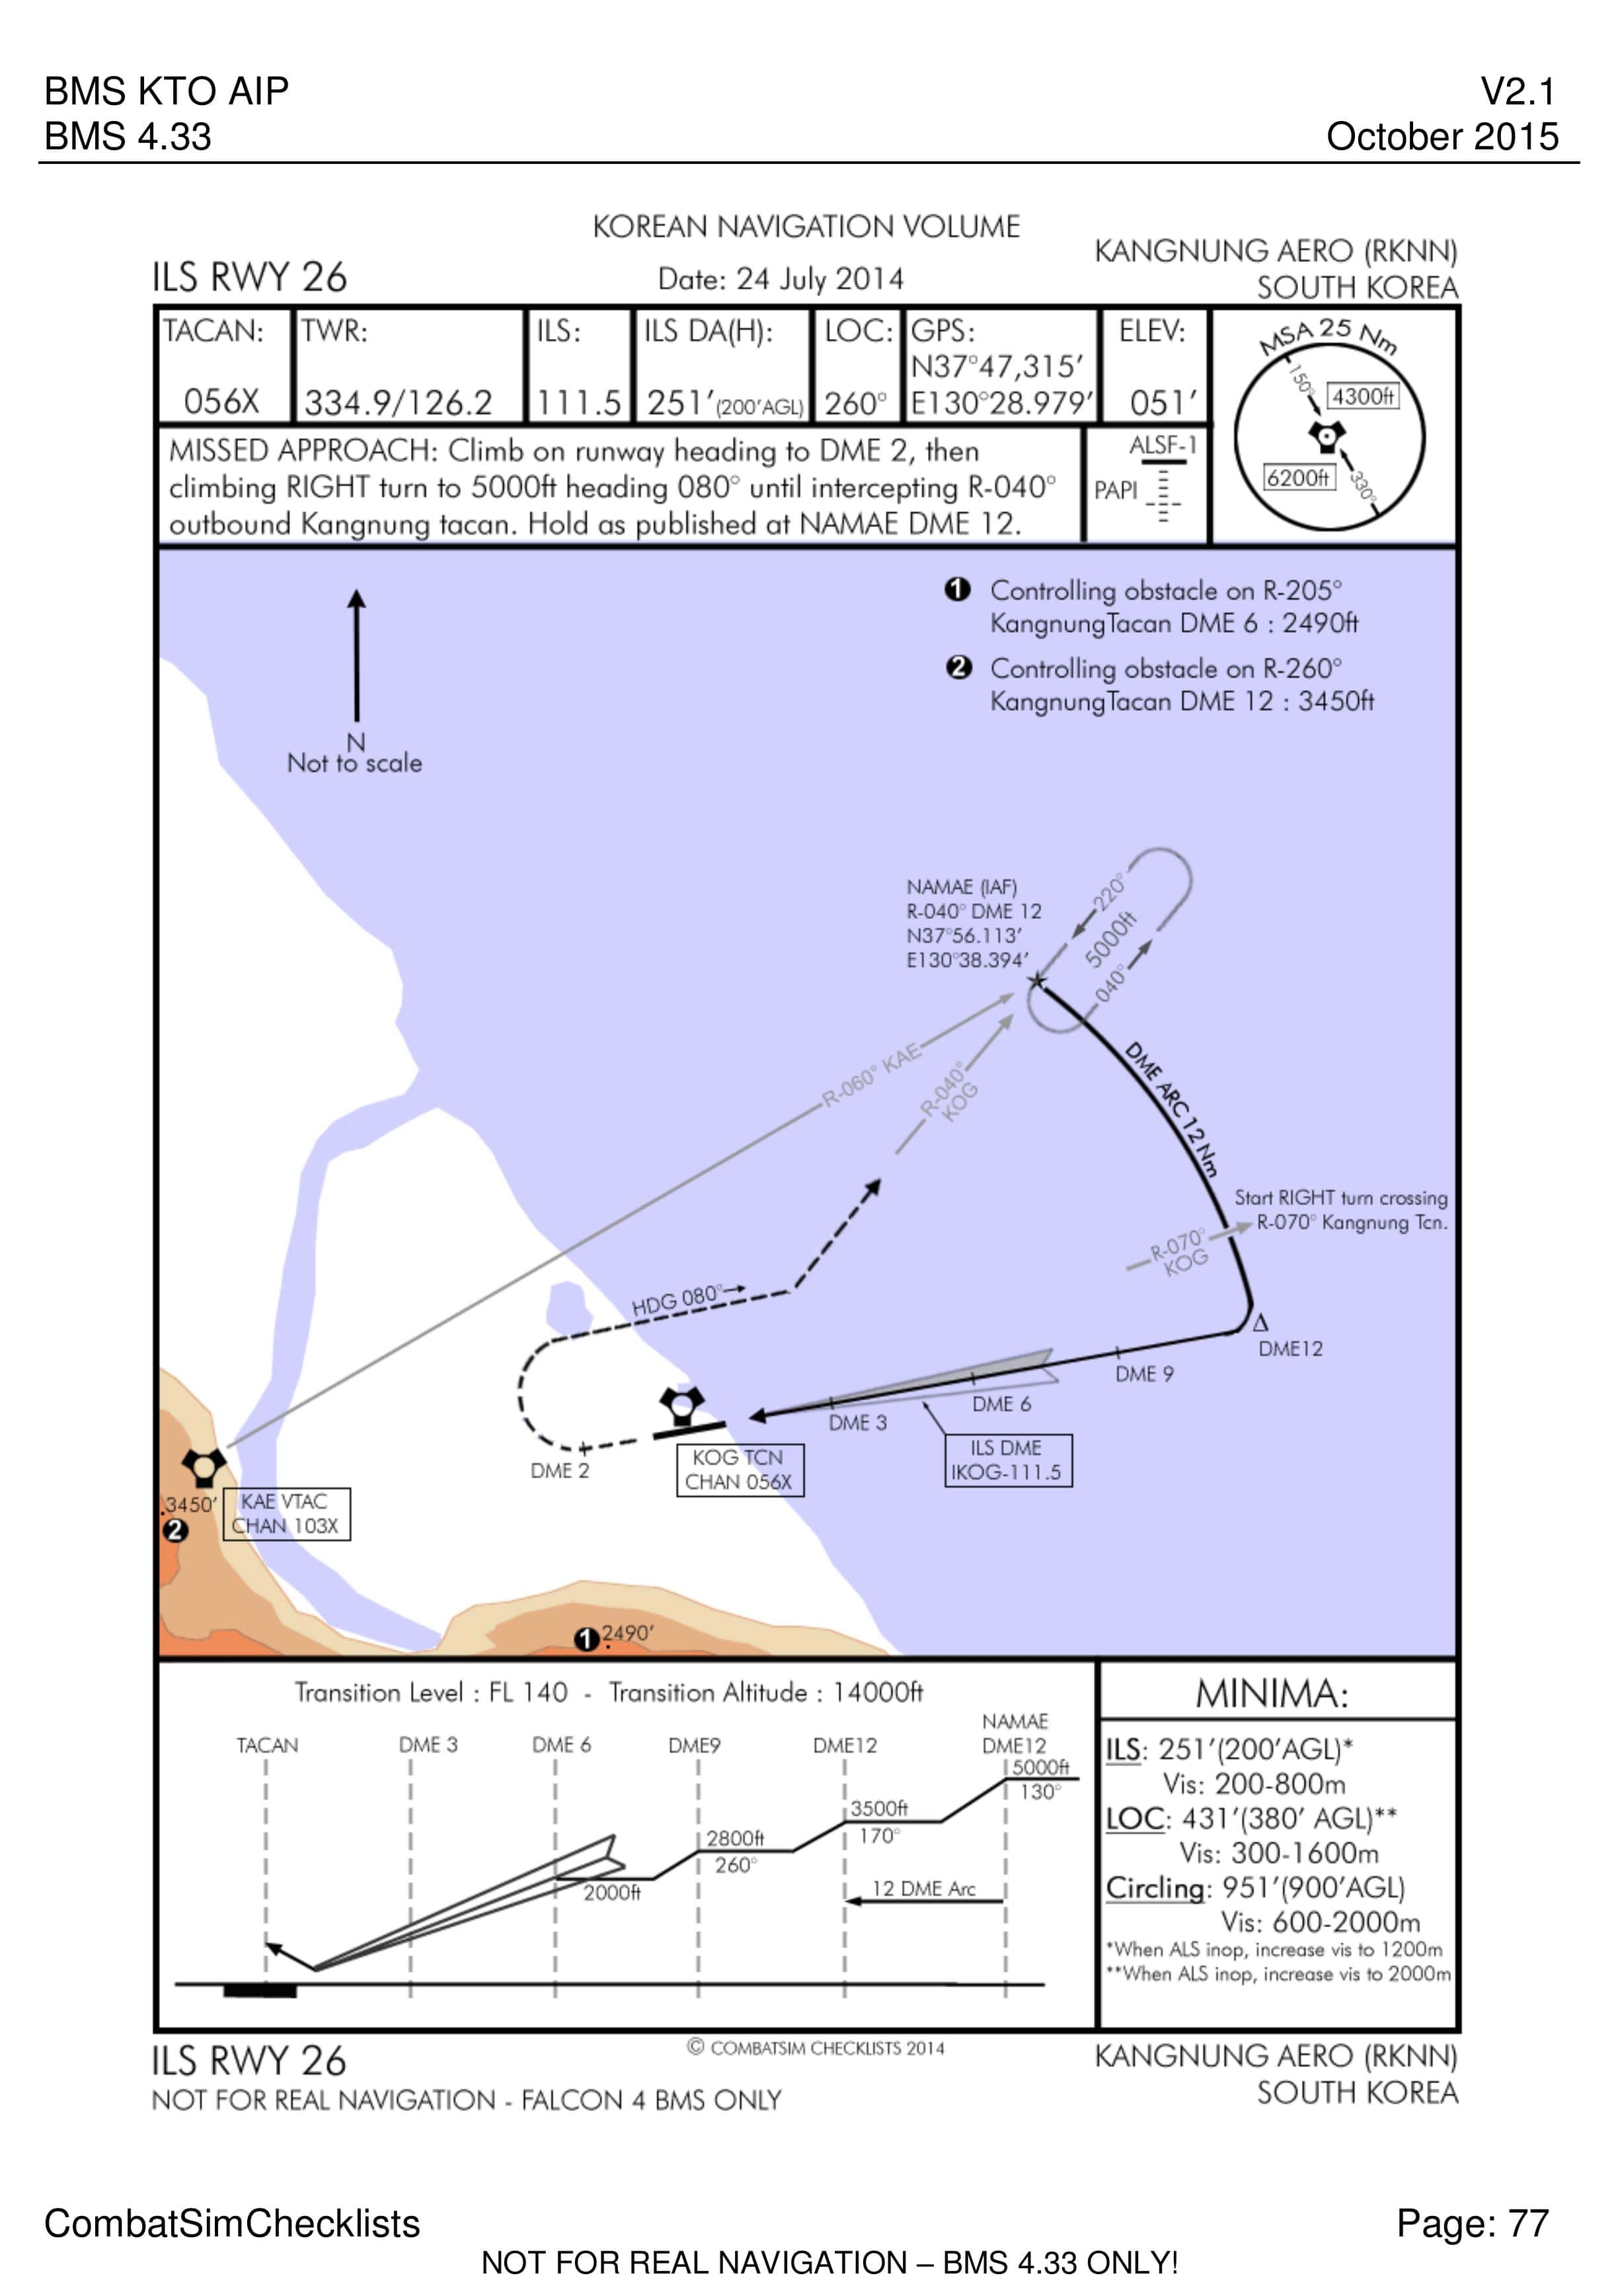 BMS KTO AIP
V2.1
BMS 4.33
October 2015
KOREAN NAVIGATION VOLUME
ILS RWY 26
Date: 24 July 2014
KANGNUNG AERO (RKNN)
SOUTH KOREA
TACAN:
056X
TWR:
334.9/126.2
ILS:
111.5
ILS DA(H):
251′(200′AGL)
LOC:
260°
GPS:
N37°47,315′
E130°28.979′
ELEV:
051′
MSA 25 Nm
150°
4300ft
6200ft
330°
MISSED APPROACH: Climb on runway heading to DME 2, then
climbing RIGHT turn to 5000ft heading 080° until intercepting R-040°
outbound Kangnung tacan. Hold as published at NAMAE DME 12.
ALSF-1
PAPI
❶ Controlling obstacle on R-205°
KangnungTacan DME 6 : 2490ft
❷ Controlling obstacle on R-260°
KangnungTacan DME 12 : 3450ft
N
Not to scale
NAMAE (IAF)
R-040° DME 12
N37°56.113′
E130°38.394′
220°
5000ft
040°
R-060° KAE
R-040°
KOG
DME ARC 12 Nm
Start RIGHT turn crossing
R-070° Kangnung Tcn.
R-070°
KOG
HDG 080°
DME12
DME 9
DME 6
DME 3
ILS DME
IKOG-111.5
DME 2
KOG TCN
CHAN 056X
.3450′
❷
KAE VTAC
CHAN 103X
❶ 2490′
Transition Level : FL 140 - Transition Altitude : 14000ft
TACAN
DME 3
DME 6
DME9
DME12
NAMAE
DME12
5000ft
130°
3500ft
170°
2800ft
260°
2000ft
12 DME Arc
MINIMA:
ILS: 251′(200′AGL)*
Vis: 200-800m
LOC: 431′(380′ AGL)**
Vis: 300-1600m
Circling: 951′(900′AGL)
Vis: 600-2000m
*When ALS inop, increase vis to 1200m
**When ALS inop, increase vis to 2000m
ILS RWY 26
© COMBATSIM CHECKLISTS 2014
KANGNUNG AERO (RKNN)
SOUTH KOREA
NOT FOR REAL NAVIGATION - FALCON 4 BMS ONLY
CombatSimChecklists
Page: 77
NOT FOR REAL NAVIGATION – BMS 4.33 ONLY!